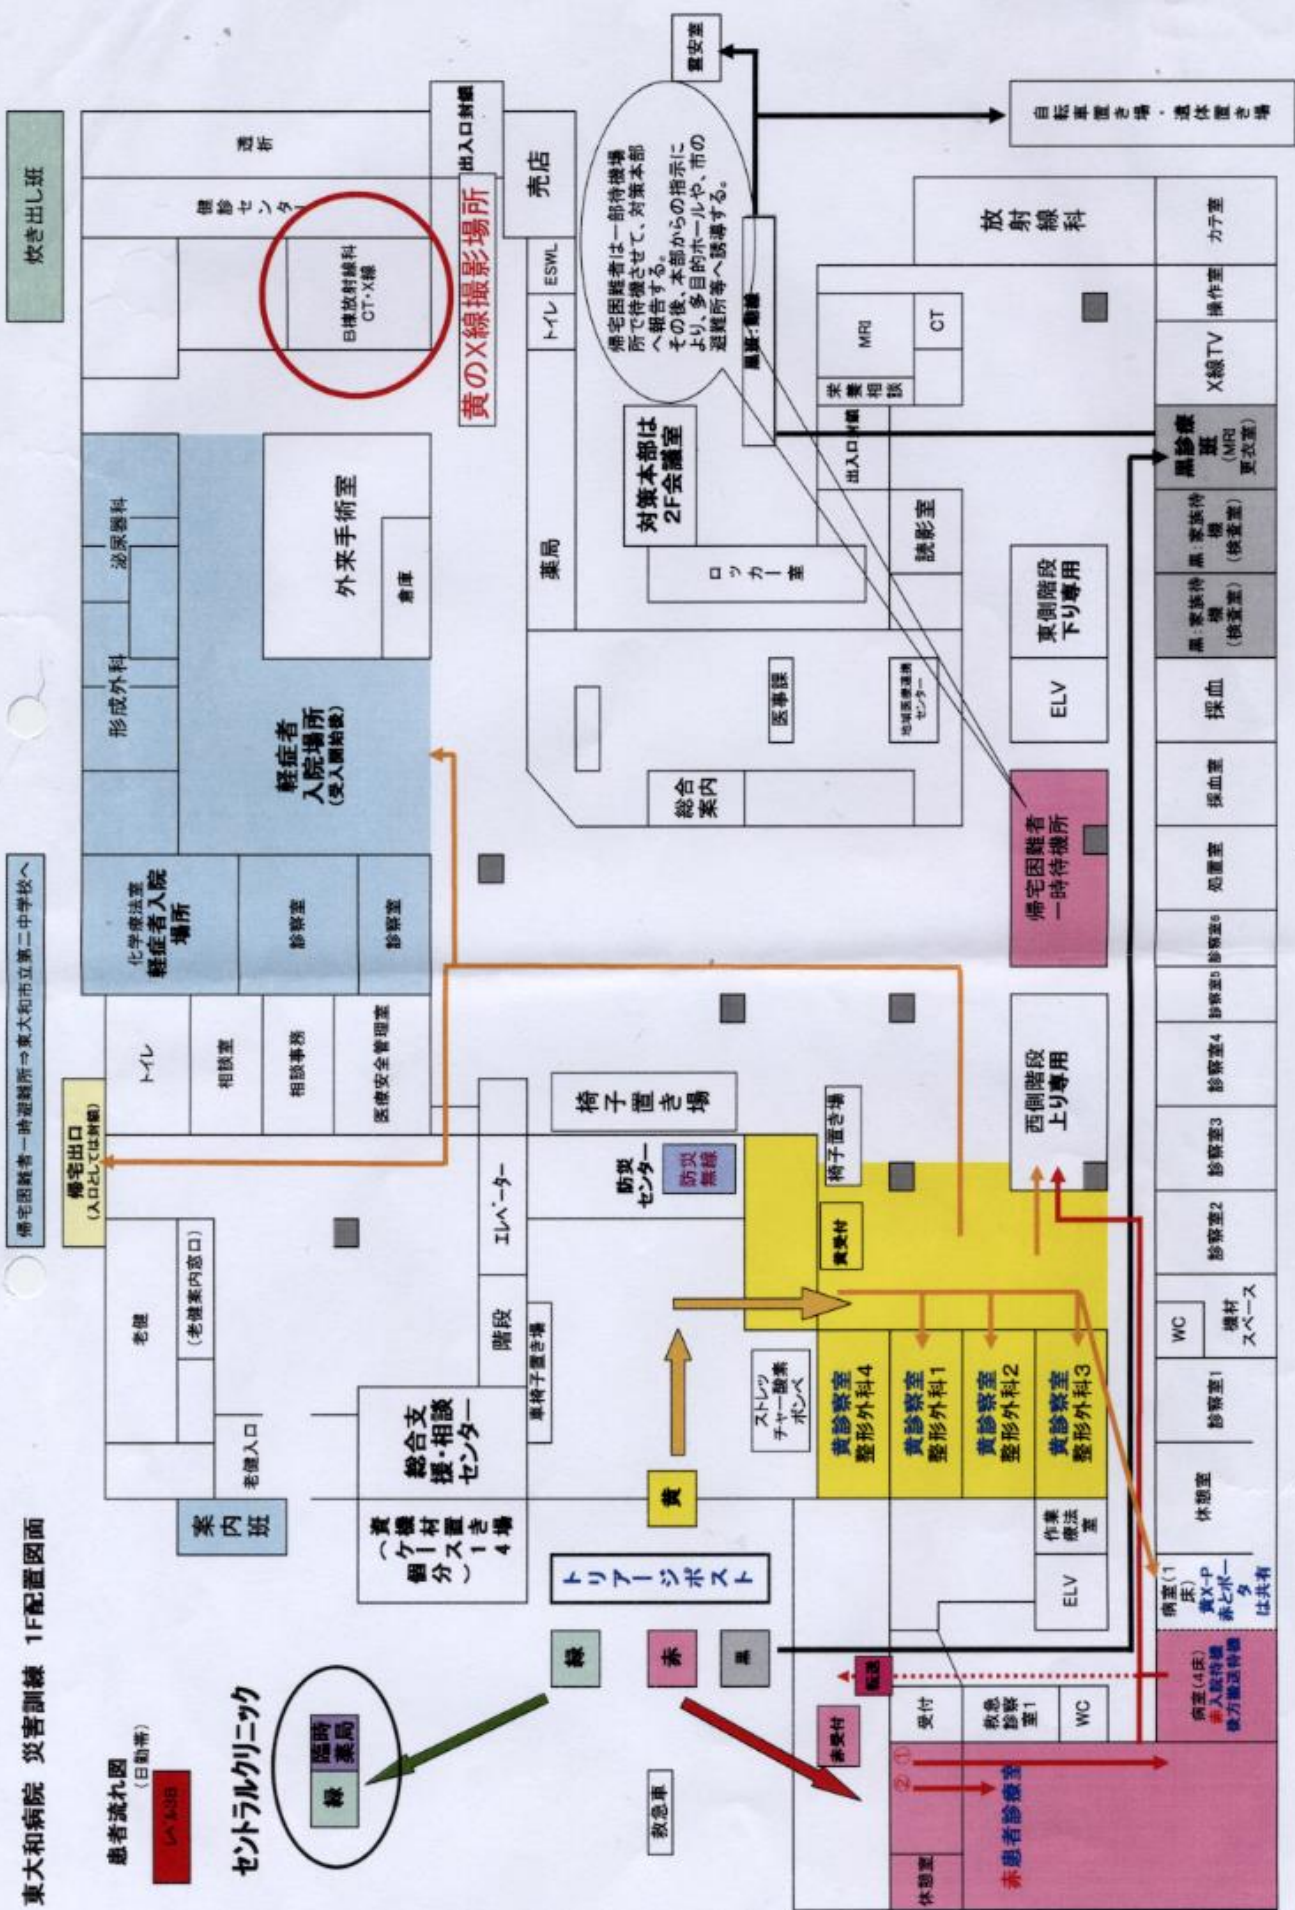 東大和病院 災害訓練 1F配置図面
患者流れ図
(日勤帯)
帰宅困難者一時避難所⇒東大和市立第二中学校へ
炊き出し班
帰宅出口
(入口としては封鎖)
案内班
セントラルクリニック
緑
臨時
薬局
老健
(老健案内窓口)
老健入口
トイレ
相談室
相談事務
医療安全管理室
化学療法室
軽症者入院
場所
診察室
診察室
形成外科
泌尿器科
軽症者
入院場所
(受入開始後)
外来手術室
倉庫
透析
健診センター
B棟放射線科
CT・X線
黄のX線撮影場所
出入口封鎖
売店
トイレ
ESWL
薬局
総合支
援・相談
センター
資機材置き場
(ケース14
個分)
階段
エレベーター
車椅子置き場
椅子置き場
防災
センター
防災
無線
トリアージポスト
緑
赤
黒
黄
救急車
ストレッ
チャー酸素
ボンベ
黄受付
椅子置き場
総合
案内
医事課
地域医療連携
センター
ロッカー室
対策本部は
2F会議室
帰宅困難者は一部待機場
所で待機させて、対策本部
へ報告する。
その後、本部からの指示に
より、多目的ホールや、市の
避難所等へ誘導する。
霊安室
自転車置き場・遺体置き場
出入口封鎖
読影室
栄養相談
MRI
CT
放射線科
黄診察室
整形外科4
黄診察室
整形外科1
黄診察室
整形外科2
黄診察室
整形外科3
作業
療法
室
ELV
西側階段
上り専用
帰宅困難者
一時待機所
ELV
東側階段
下り専用
転送
赤受付
受付
救急
診察
室1
WC
休憩室
② ①
赤患者診療室
病室(4床)
赤入院待機
後方搬送待機
病室(1
床)
黄X-P
赤とポー
タ
は共有
休憩室
診察室1
WC
機材
スペース
診察室2
診察室3
診察室4
診察室5
診察室6
処置室
採血室
採血
黒:家族待
機
(検査室)
黒:家族待
機
(検査室)
黒診療
班
(MRI
更衣室)
X線TV
操作室
カテ室